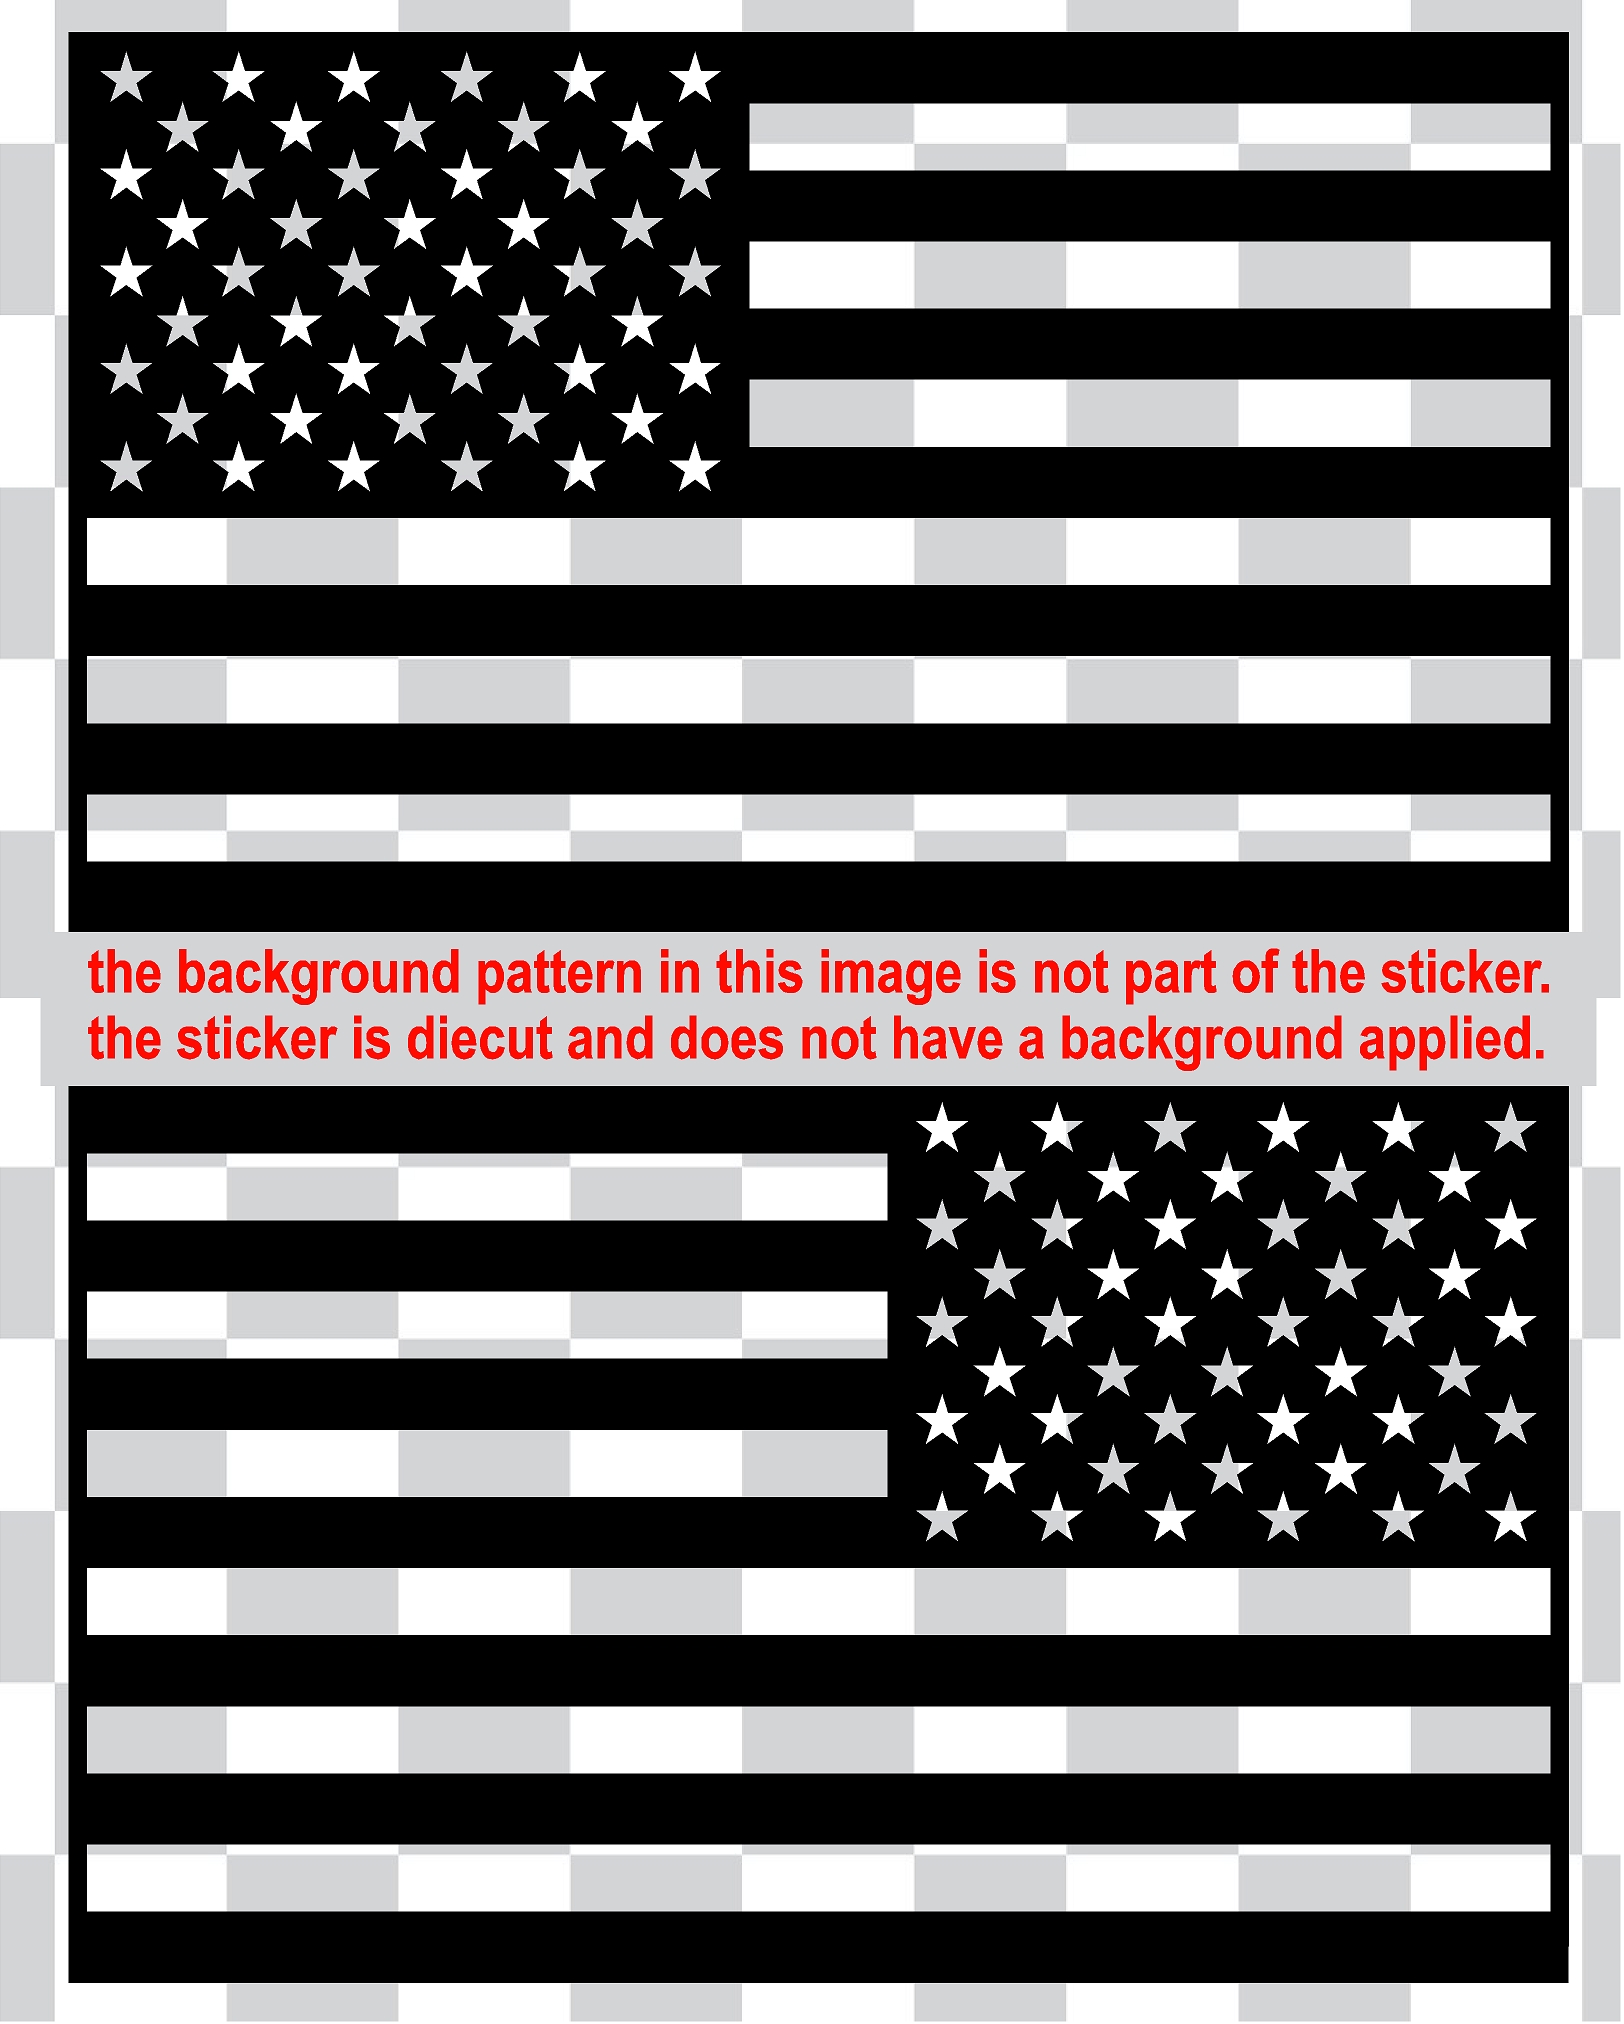 the background pattern in this image is not part of the sticker.
the sticker is diecut and does not have a background applied.